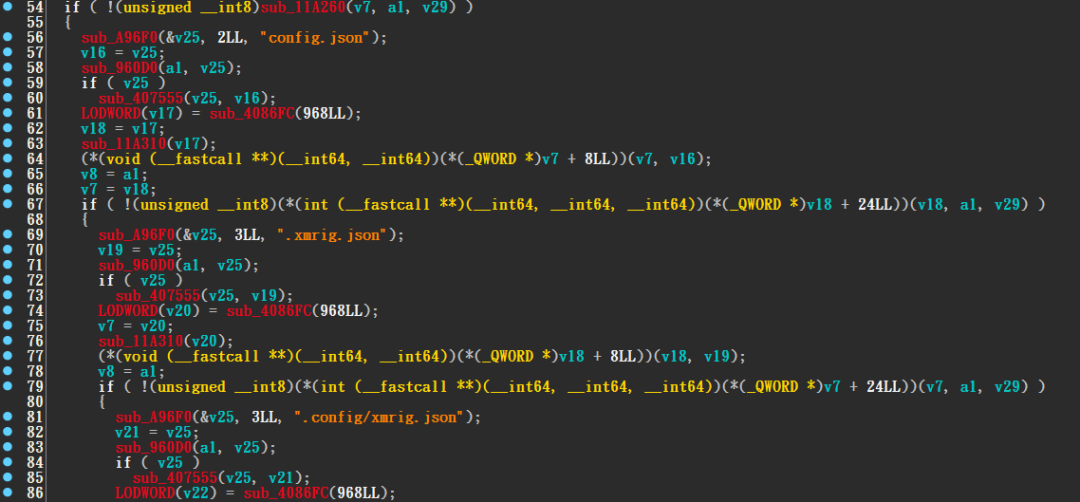 54 if ( !(unsigned __int8)sub_11A260(v7, a1, v29) )
55 {
56 sub_A96F0(&v25, 2LL, "config.json");
57 v16 = v25;
58 sub_960D0(a1, v25);
59 if ( v25 )
60 sub_407555(v25, v16);
61 LODWORD(v17) = sub_4086FC(968LL);
62 v18 = v17;
63 sub_11A310(v17);
64 (*(void (__fastcall **)(__int64, __int64))(*(_QWORD *)v7 + 8LL))(v7, v16);
65 v8 = a1;
66 v7 = v18;
67 if ( !(unsigned __int8)(*(int (__fastcall **)(__int64, __int64, __int64))(*(_QWORD *)v18 + 24LL))(v18, a1, v29) )
68 {
69 sub_A96F0(&v25, 3LL, ".xmrig.json");
70 v19 = v25;
71 sub_960D0(a1, v25);
72 if ( v25 )
73 sub_407555(v25, v19);
74 LODWORD(v20) = sub_4086FC(968LL);
75 v7 = v20;
76 sub_11A310(v20);
77 (*(void (__fastcall **)(__int64, __int64))(*(_QWORD *)v18 + 8LL))(v18, v19);
78 v8 = a1;
79 if ( !(unsigned __int8)(*(int (__fastcall **)(__int64, __int64, __int64))(*(_QWORD *)v7 + 24LL))(v7, a1, v29) )
80 {
81 sub_A96F0(&v25, 3LL, ".config/xmrig.json");
82 v21 = v25;
83 sub_960D0(a1, v25);
84 if ( v25 )
85 sub_407555(v25, v21);
86 LODWORD(v22) = sub_4086FC(968LL);